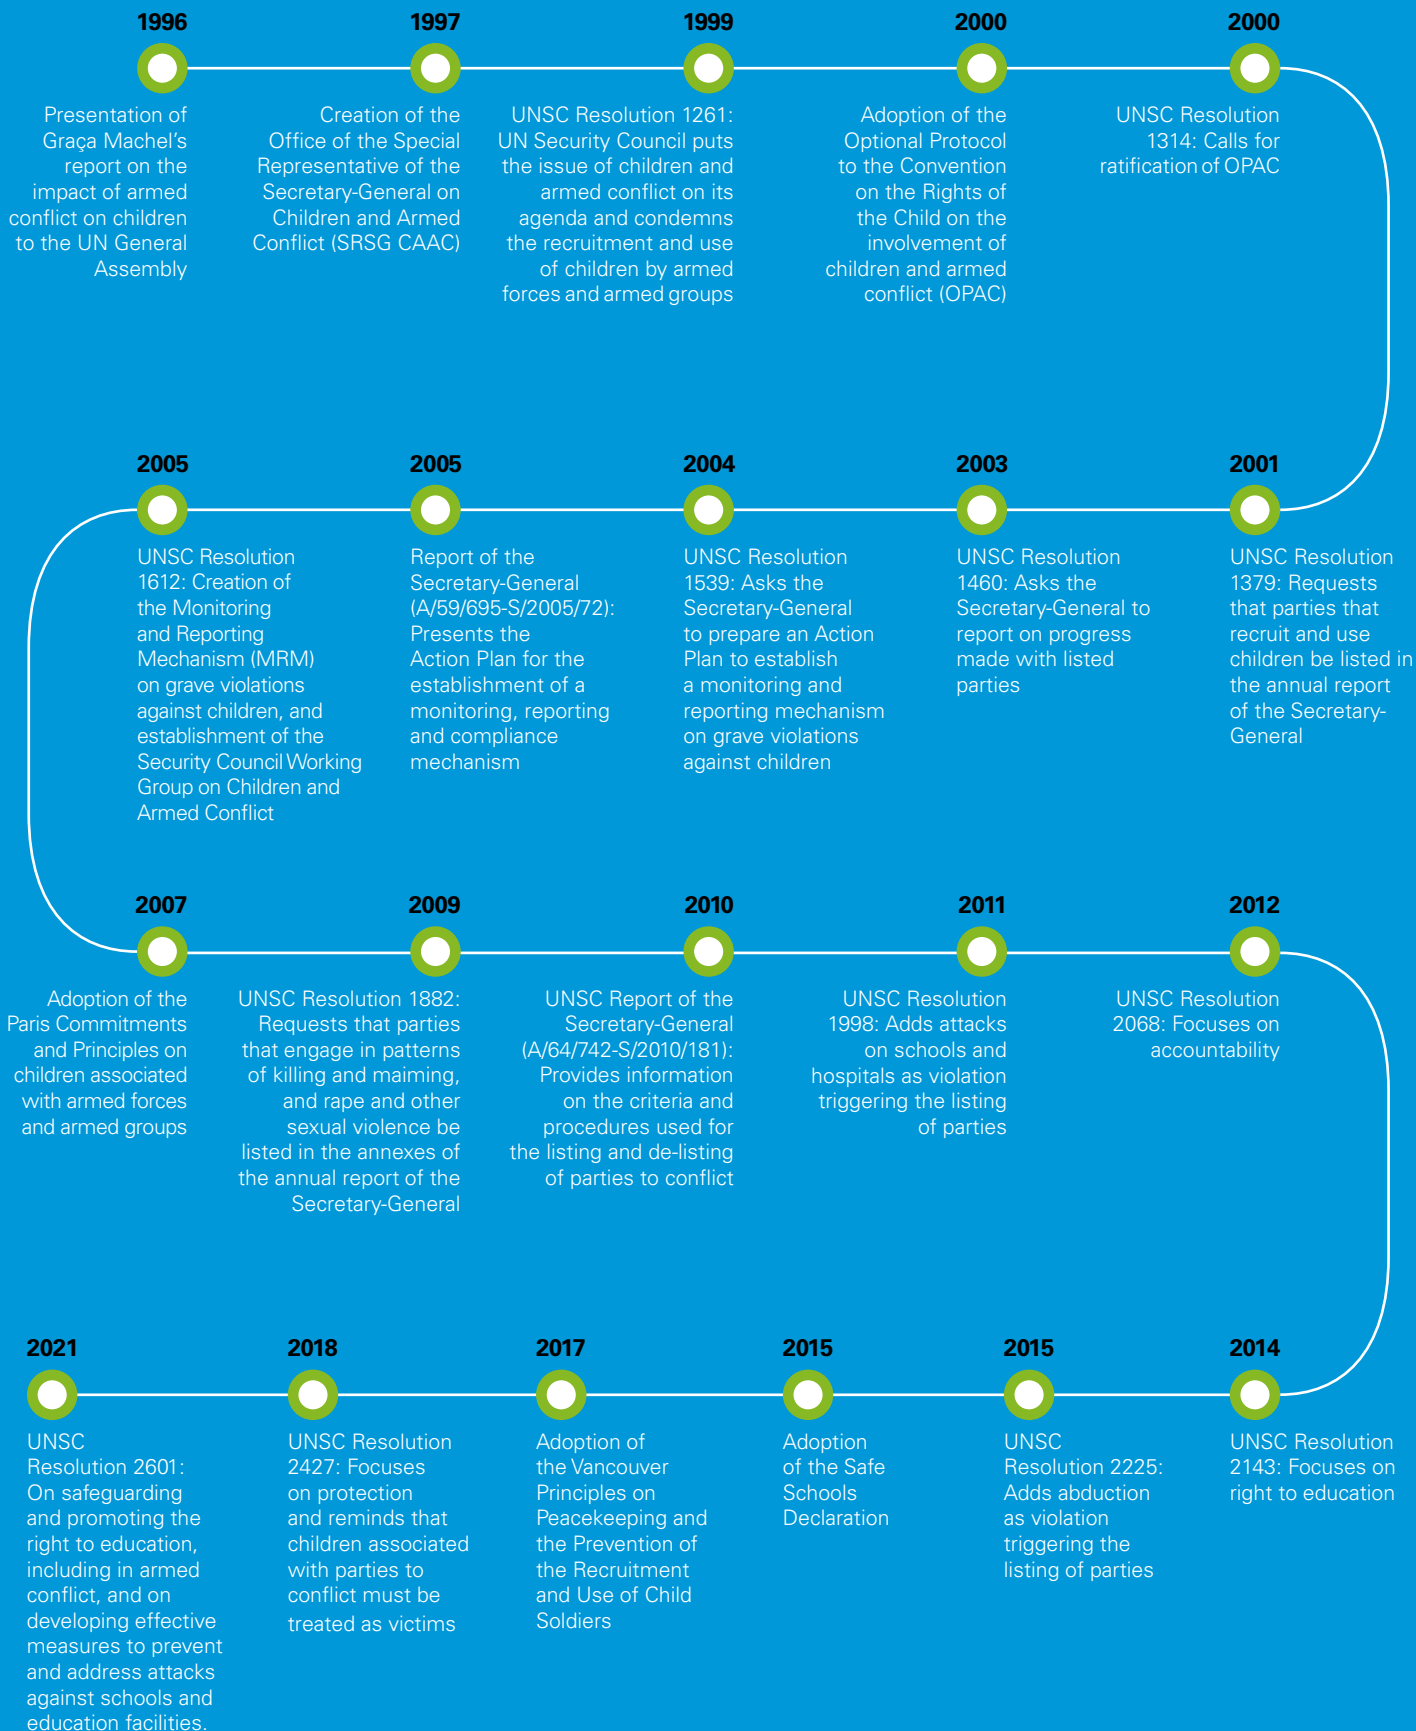 1996
Presentation of
Graça Machel's
report on the
impact of armed
conflict on children
to the UN General
Assembly
1997
Creation of the
Office of the Special
Representative of the
Secretary-General on
Children and Armed
Conflict (SRSG CAAC)
1999
UNSC Resolution 1261:
UN Security Council puts
the issue of children and
armed conflict on its
agenda and condemns
the recruitment and use
of children by armed
forces and armed groups
2000
Adoption of the
Optional Protocol
to the Convention
on the Rights of
the Child on the
involvement of
children and armed
conflict (OPAC)
2000
UNSC Resolution
1314: Calls for
ratification of OPAC
2001
UNSC Resolution
1379: Requests
that parties that
recruit and use
children be listed in
the annual report
of the Secretary-
General
2003
UNSC Resolution
1460: Asks the
Secretary-General to
report on progress
made with listed
parties
2004
UNSC Resolution
1539: Asks the
Secretary-General
to prepare an Action
Plan to establish
a monitoring and
reporting mechanism
on grave violations
against children
2005
Report of the
Secretary-General
(A/59/695-S/2005/72):
Presents the
Action Plan for the
establishment of a
monitoring, reporting
and compliance
mechanism
2005
UNSC Resolution
1612: Creation of
the Monitoring
and Reporting
Mechanism (MRM)
on grave violations
against children, and
establishment of the
Security Council Working
Group on Children and
Armed Conflict
2007
Adoption of the
Paris Commitments
and Principles on
children associated
with armed forces
and armed groups
2009
UNSC Resolution 1882:
Requests that parties
that engage in patterns
of killing and maiming,
and rape and other
sexual violence be
listed in the annexes of
the annual report of the
Secretary-General
2010
UNSC Report of the
Secretary-General
(A/64/742-S/2010/181):
Provides information
on the criteria and
procedures used for
the listing and de-listing
of parties to conflict
2011
UNSC Resolution
1998: Adds attacks
on schools and
hospitals as violation
triggering the listing
of parties
2012
UNSC Resolution
2068: Focuses on
accountability
2014
UNSC Resolution
2143: Focuses on
right to education
2015
UNSC
Resolution 2225:
Adds abduction
as violation
triggering the
listing of parties
2015
Adoption
of the Safe
Schools
Declaration
2017
Adoption of
the Vancouver
Principles on
Peacekeeping and
the Prevention of
the Recruitment
and Use of Child
Soldiers
2018
UNSC Resolution
2427: Focuses
on protection
and reminds that
children associated
with parties to
conflict must be
treated as victims
2021
UNSC
Resolution 2601:
On safeguarding
and promoting the
right to education,
including in armed
conflict, and on
developing effective
measures to prevent
and address attacks
against schools and
education facilities.